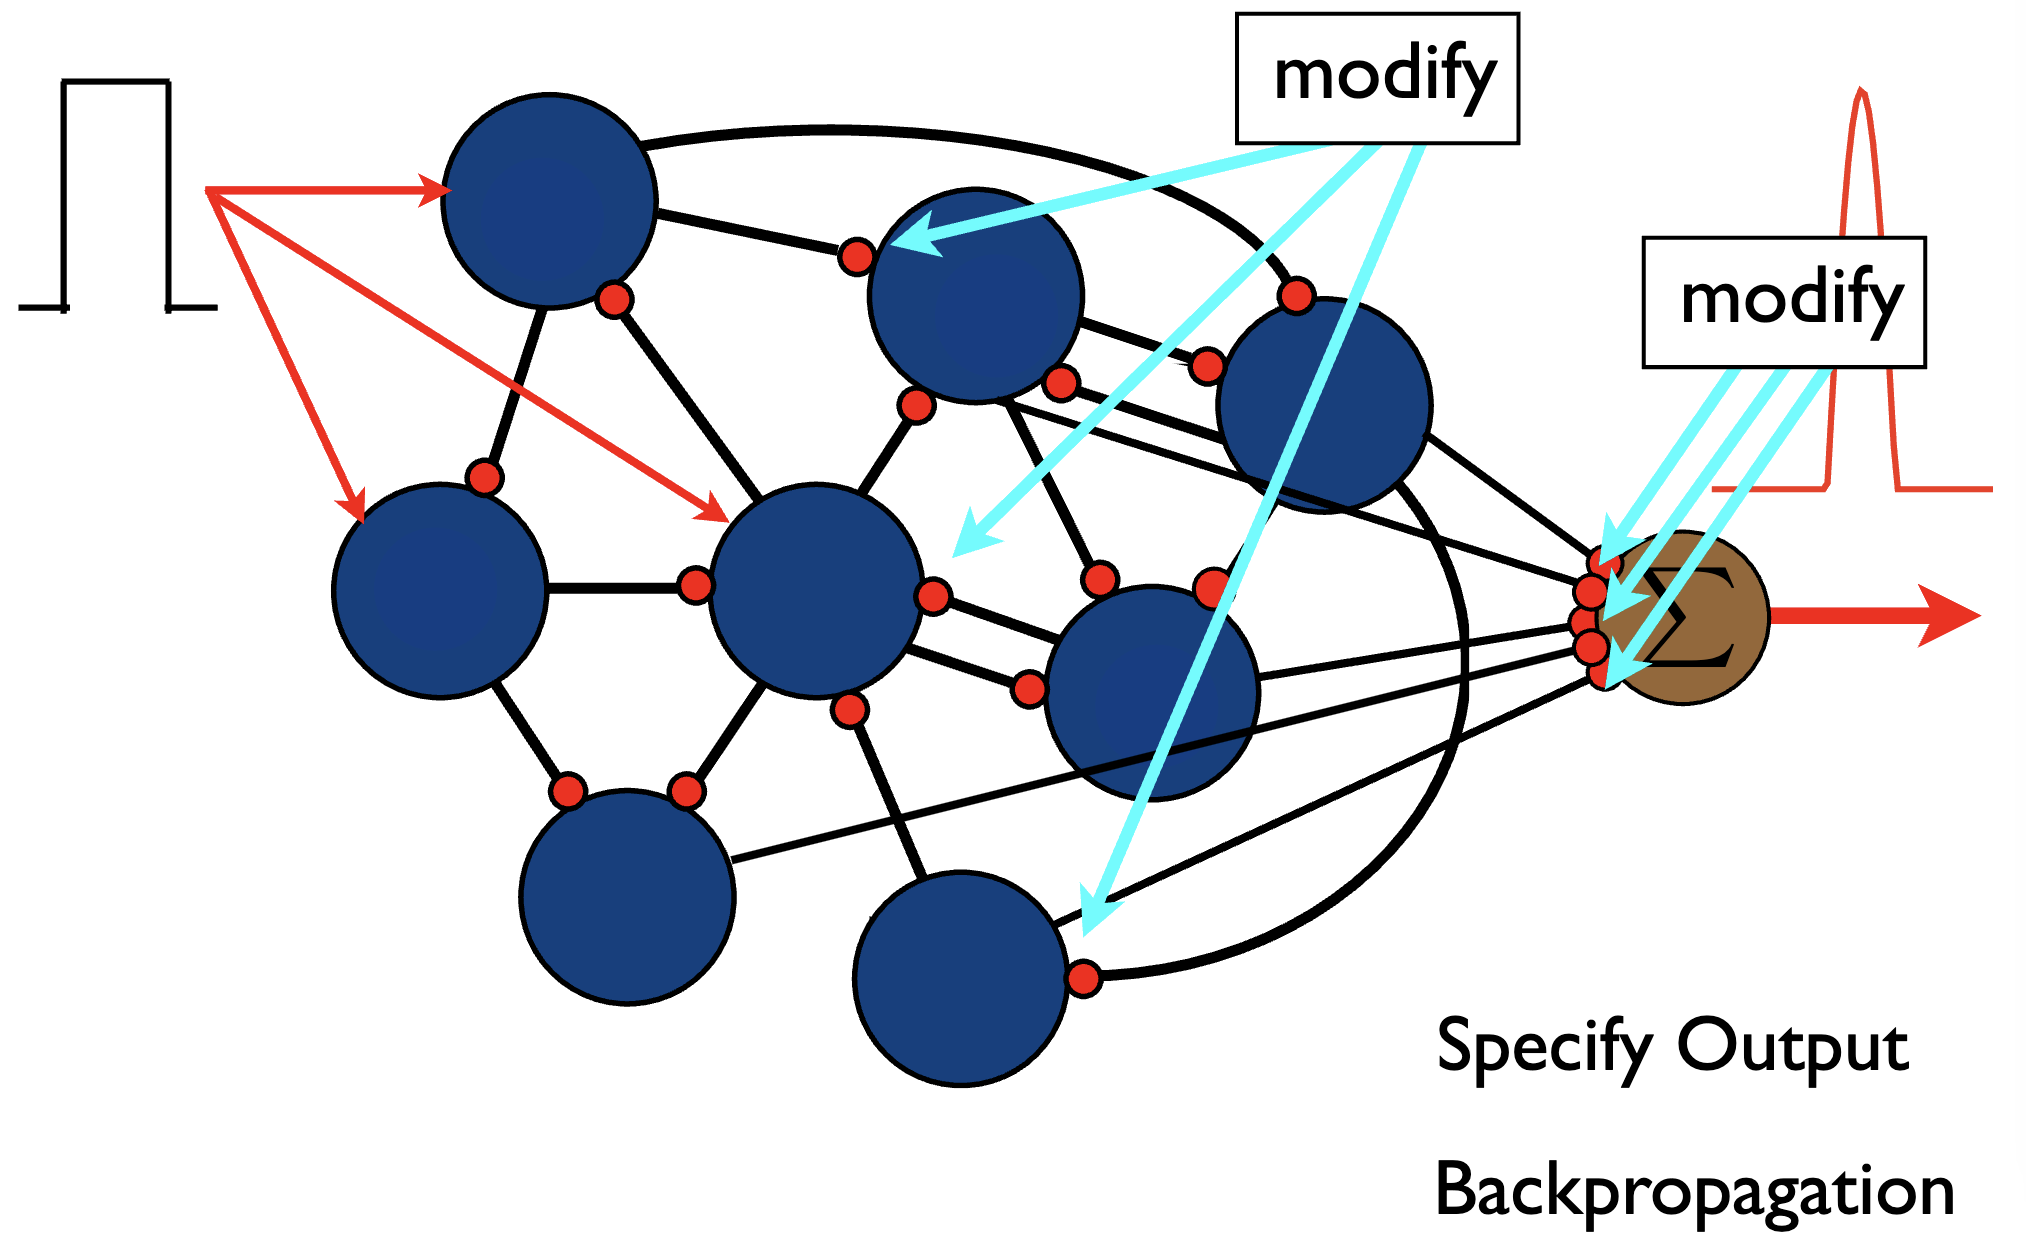 modify
modify
Σ
Specify Output
Backpropagation